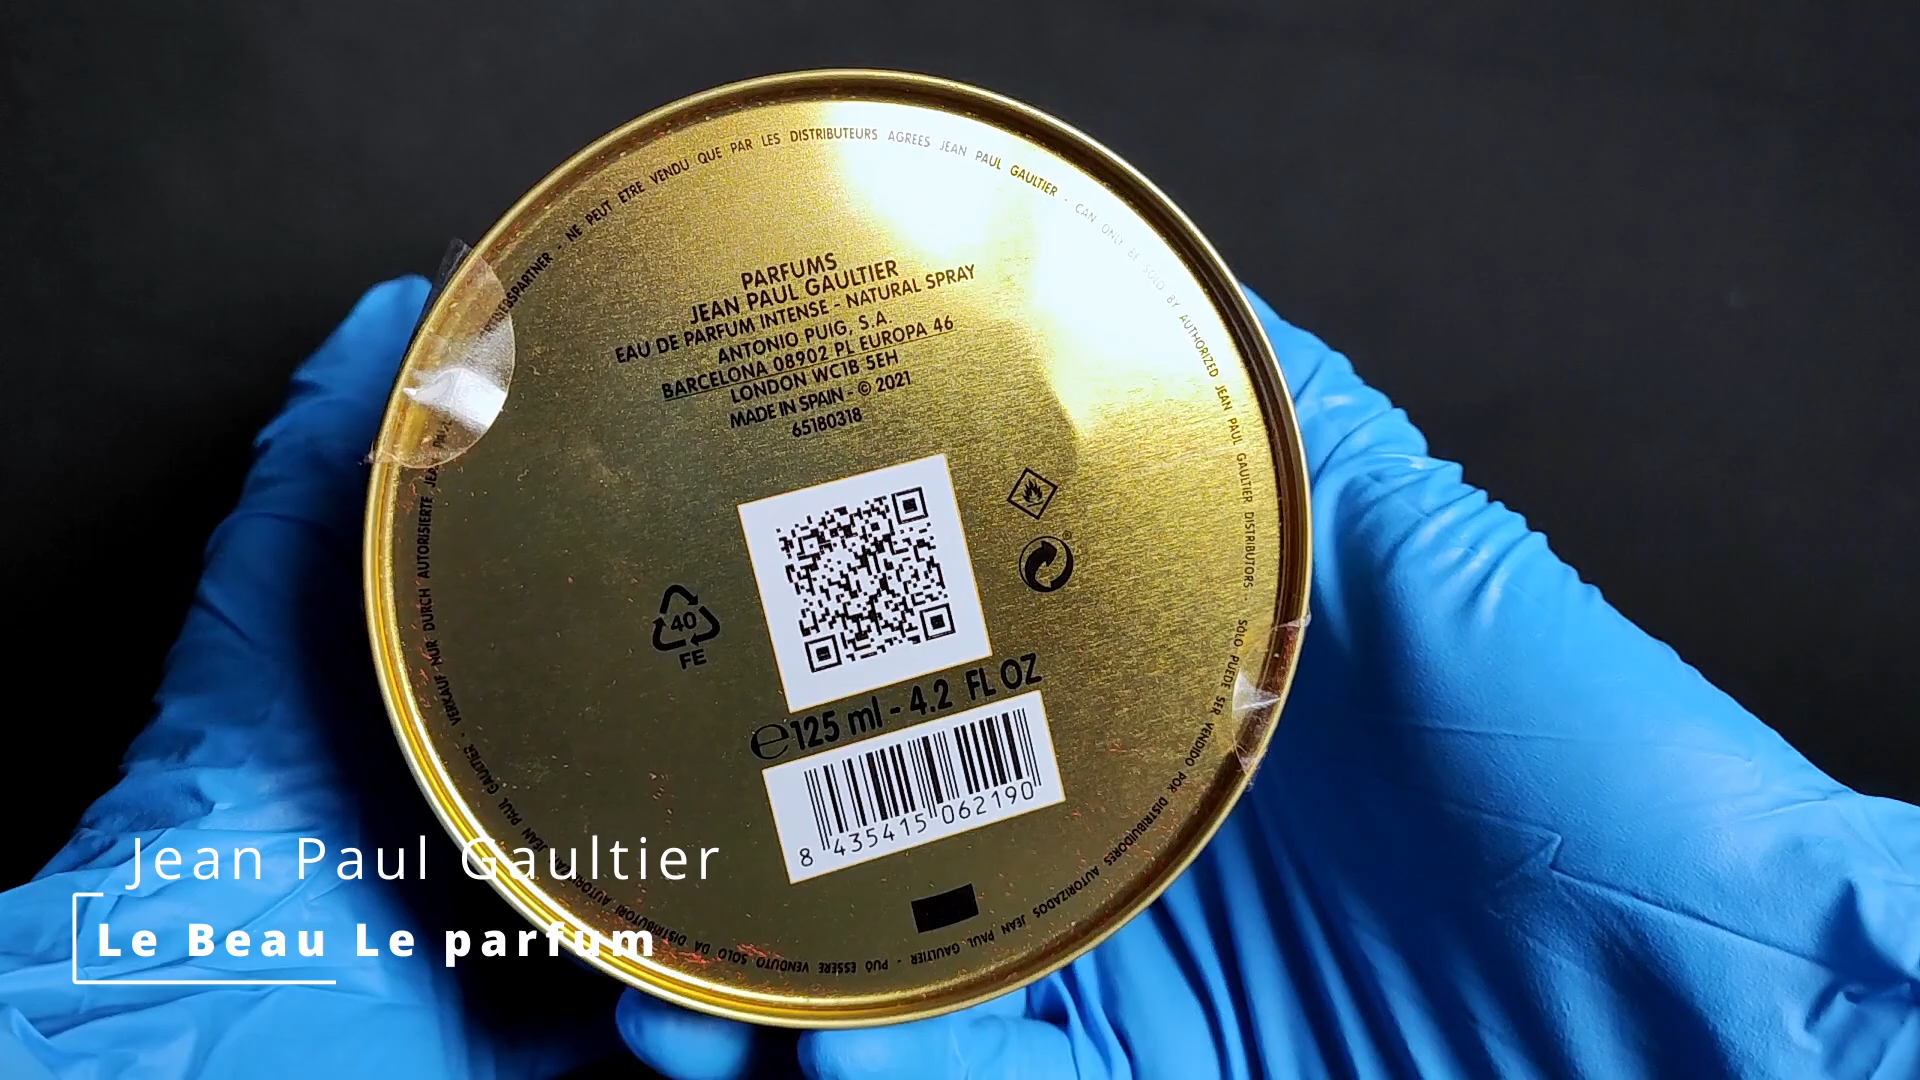 NE PEUT ETRE VENDU QUE PAR LES DISTRIBUTEURS AGREES JEAN PAUL GAULTIER - CAN ONLY BE SOLD BY AUTHORIZED JEAN PAUL GAULTIER DISTRIBUTORS
SOLO PUEDE SER VENDIDO POR DISTRIBUIDORES AUTORIZADOS JEAN PAUL GAULTIER - PUÒ ESSERE VENDUTO SOLO DA DISTRIBUTORI
JEAN PAUL GAULTIER - VERKAUF NUR DURCH AUTORISIERTE
PARFUMS
JEAN PAUL GAULTIER
EAU DE PARFUM INTENSE - NATURAL SPRAY
ANTONIO PUIG, S.A.
BARCELONA 08902 PL EUROPA 46
LONDON WC1B 5EH
MADE IN SPAIN - © 2021
65180318
40
FE
℮ 125 ml - 4.2 FL OZ
8 435415 062190
Jean Paul Gaultier
Le Beau Le parfum